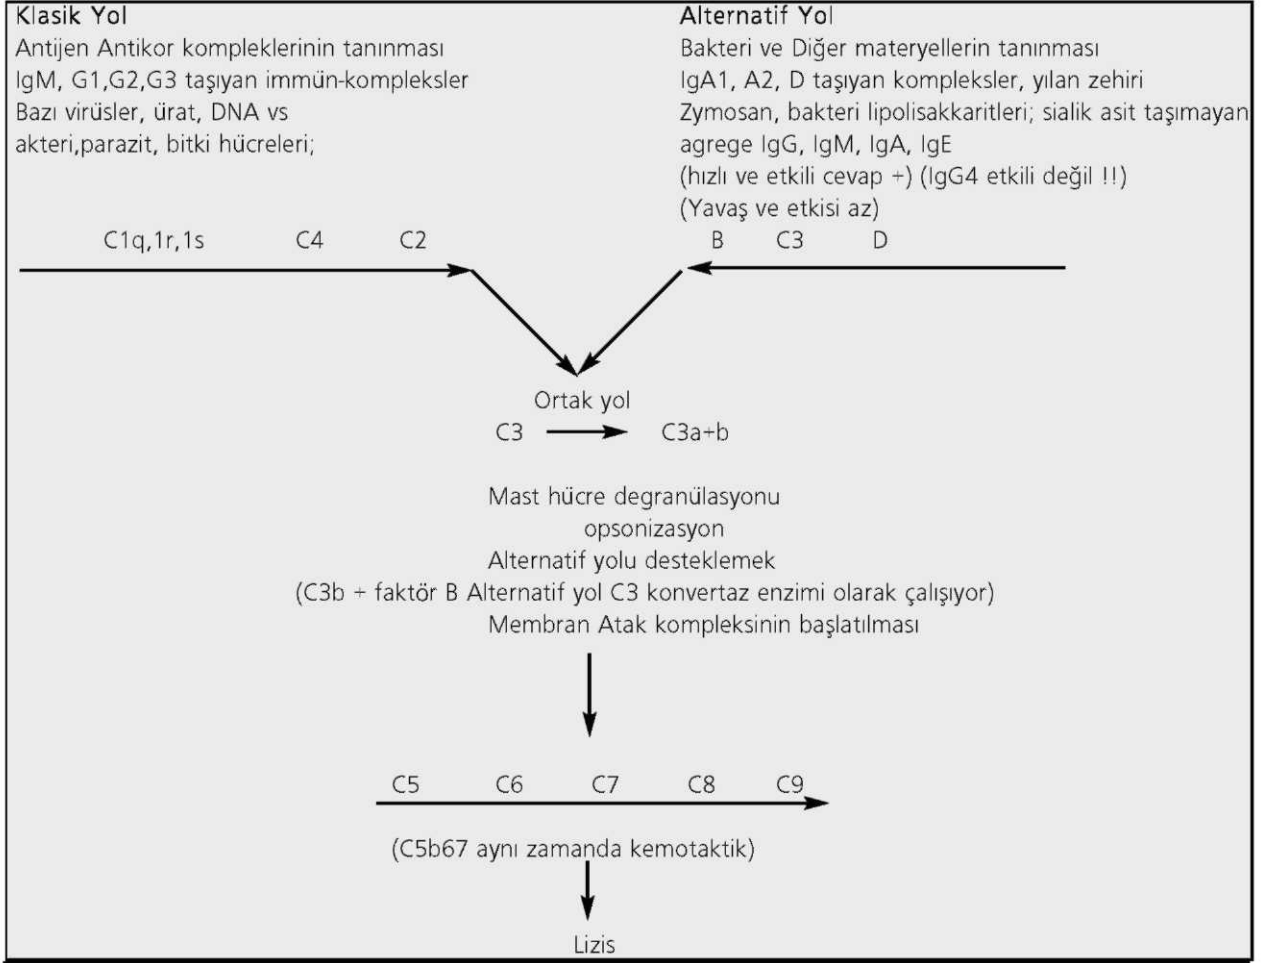 Klasik Yol
Antijen Antikor kompleklerinin tanınması
IgM, G1,G2,G3 taşıyan immün-kompleksler
Bazı virüsler, ürat, DNA vs
akteri,parazit, bitki hücreleri;
Alternatif Yol
Bakteri ve Diğer materyellerin tanınması
IgA1, A2, D taşıyan kompleksler, yılan zehiri
Zymosan, bakteri lipolisakkaritleri; sialik asit taşımayan
agrege IgG, IgM, IgA, IgE
(hızlı ve etkili cevap +) (IgG4 etkili değil !!)
(Yavaş ve etkisi az)
C1q,1r,1s C4 C2
B C3 D
Ortak yol
C3 C3a+b
Mast hücre degranülasyonu
opsonizasyon
Alternatif yolu desteklemek
(C3b + faktör B Alternatif yol C3 konvertaz enzimi olarak çalışıyor)
Membran Atak kompleksinin başlatılması
C5 C6 C7 C8 C9
(C5b67 aynı zamanda kemotaktik)
Lizis